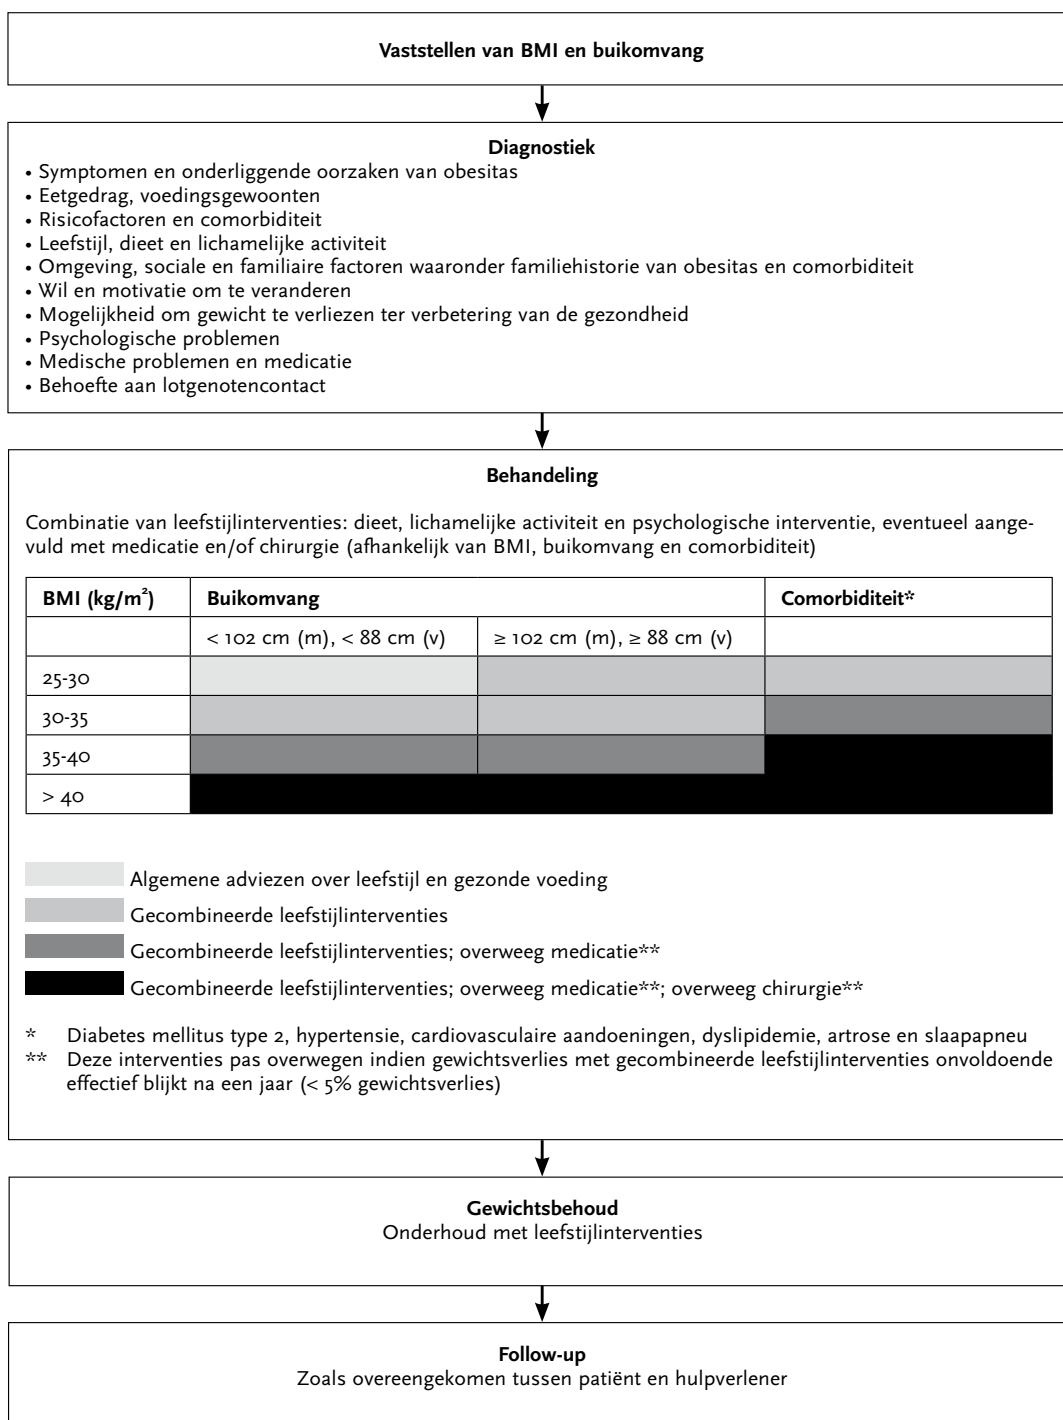 Vaststellen van BMI en buikomvang
Diagnostiek
• Symptomen en onderliggende oorzaken van obesitas
• Eetgedrag, voedingsgewoonten
• Risicofactoren en comorbiditeit
• Leefstijl, dieet en lichamelijke activiteit
• Omgeving, sociale en familiaire factoren waaronder familiehistorie van obesitas en comorbiditeit
• Wil en motivatie om te veranderen
• Mogelijkheid om gewicht te verliezen ter verbetering van de gezondheid
• Psychologische problemen
• Medische problemen en medicatie
• Behoefte aan lotgenotencontact
Behandeling
Combinatie van leefstijlinterventies: dieet, lichamelijke activiteit en psychologische interventie, eventueel aange-
vuld met medicatie en/of chirurgie (afhankelijk van BMI, buikomvang en comorbiditeit)
BMI (kg/m²) Buikomvang Comorbiditeit*
< 102 cm (m), < 88 cm (v) ≥ 102 cm (m), ≥ 88 cm (v)
25-30
30-35
35-40
> 40
Algemene adviezen over leefstijl en gezonde voeding
Gecombineerde leefstijlinterventies
Gecombineerde leefstijlinterventies; overweeg medicatie**
Gecombineerde leefstijlinterventies; overweeg medicatie**; overweeg chirurgie**
* Diabetes mellitus type 2, hypertensie, cardiovasculaire aandoeningen, dyslipidemie, artrose en slaapapneu
** Deze interventies pas overwegen indien gewichtsverlies met gecombineerde leefstijlinterventies onvoldoende
effectief blijkt na een jaar (< 5% gewichtsverlies)
Gewichtsbehoud
Onderhoud met leefstijlinterventies
Follow-up
Zoals overeengekomen tussen patiënt en hulpverlener